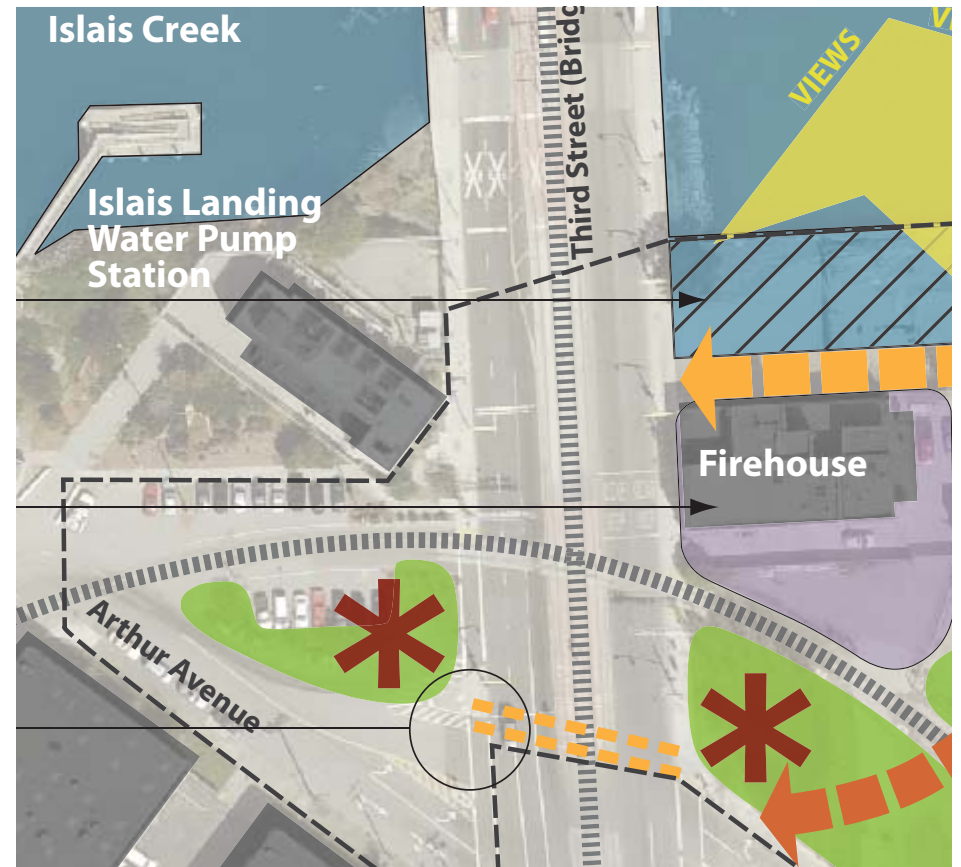 Islais Creek
Third Street (Bridg
VIEWS
Islais Landing
Water Pump
Station
Firehouse
Arthur Avenue